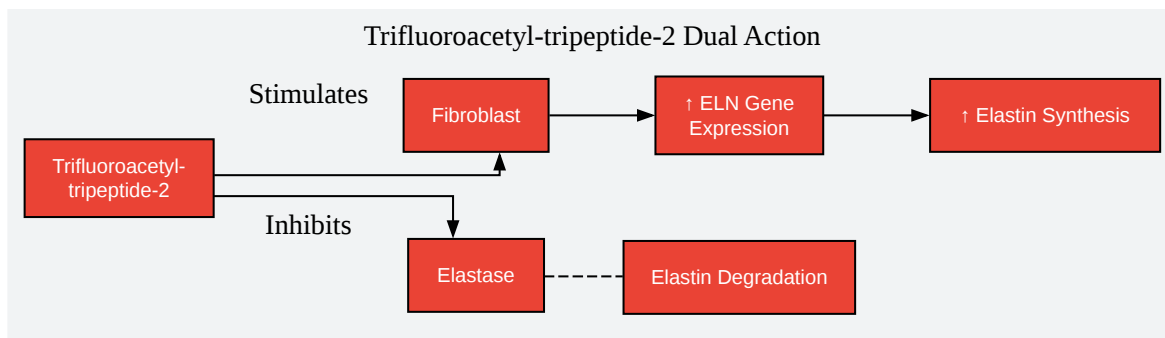 Trifluoroacetyl-tripeptide-2 Dual Action
Stimulates
Fibroblast
↑ ELN Gene
Expression
↑ Elastin Synthesis
Trifluoroacetyl-
tripeptide-2
Inhibits
Elastase
Elastin Degradation